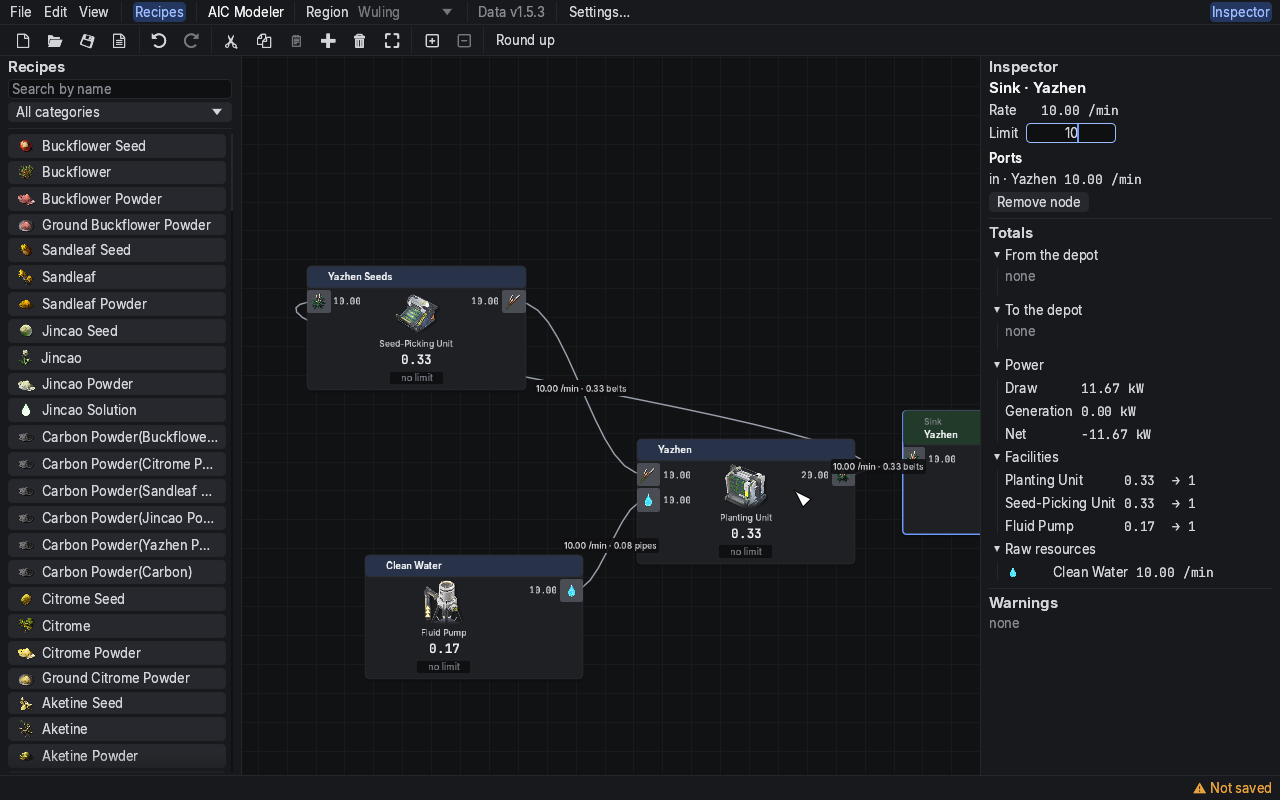 File Edit View Recipes AIC Modeler Region Wuling Data v1.5.3 Settings... Inspector
Round up
Recipes
Search by name
All categories
Buckflower Seed
Buckflower
Buckflower Powder
Ground Buckflower Powder
Sandleaf Seed
Sandleaf
Sandleaf Powder
Jincao Seed
Jincao
Jincao Powder
Jincao Solution
Carbon Powder(Buckflowe...
Carbon Powder(Citrome P...
Carbon Powder(Sandleaf ...
Carbon Powder(Jincao Po...
Carbon Powder(Yazhen P...
Carbon Powder(Carbon)
Citrome Seed
Citrome
Citrome Powder
Ground Citrome Powder
Aketine Seed
Aketine
Aketine Powder
Yazhen Seeds
10.00 10.00
Seed-Picking Unit
0.33
no limit
10.00 /min · 0.33 belts
Yazhen
10.00 20.00
10.00
Planting Unit
0.33
no limit
10.00 /min · 0.33 belts
10.00 /min · 0.08 pipes
Clean Water
10.00
Fluid Pump
0.17
no limit
Sink
Yazhen
10.00
Inspector
Sink · Yazhen
Rate 10.00 /min
Limit 10
Ports
in · Yazhen 10.00 /min
Remove node
Totals
From the depot
none
To the depot
none
Power
Draw 11.67 kW
Generation 0.00 kW
Net -11.67 kW
Facilities
Planting Unit 0.33 → 1
Seed-Picking Unit 0.33 → 1
Fluid Pump 0.17 → 1
Raw resources
Clean Water 10.00 /min
Warnings
none
Not saved